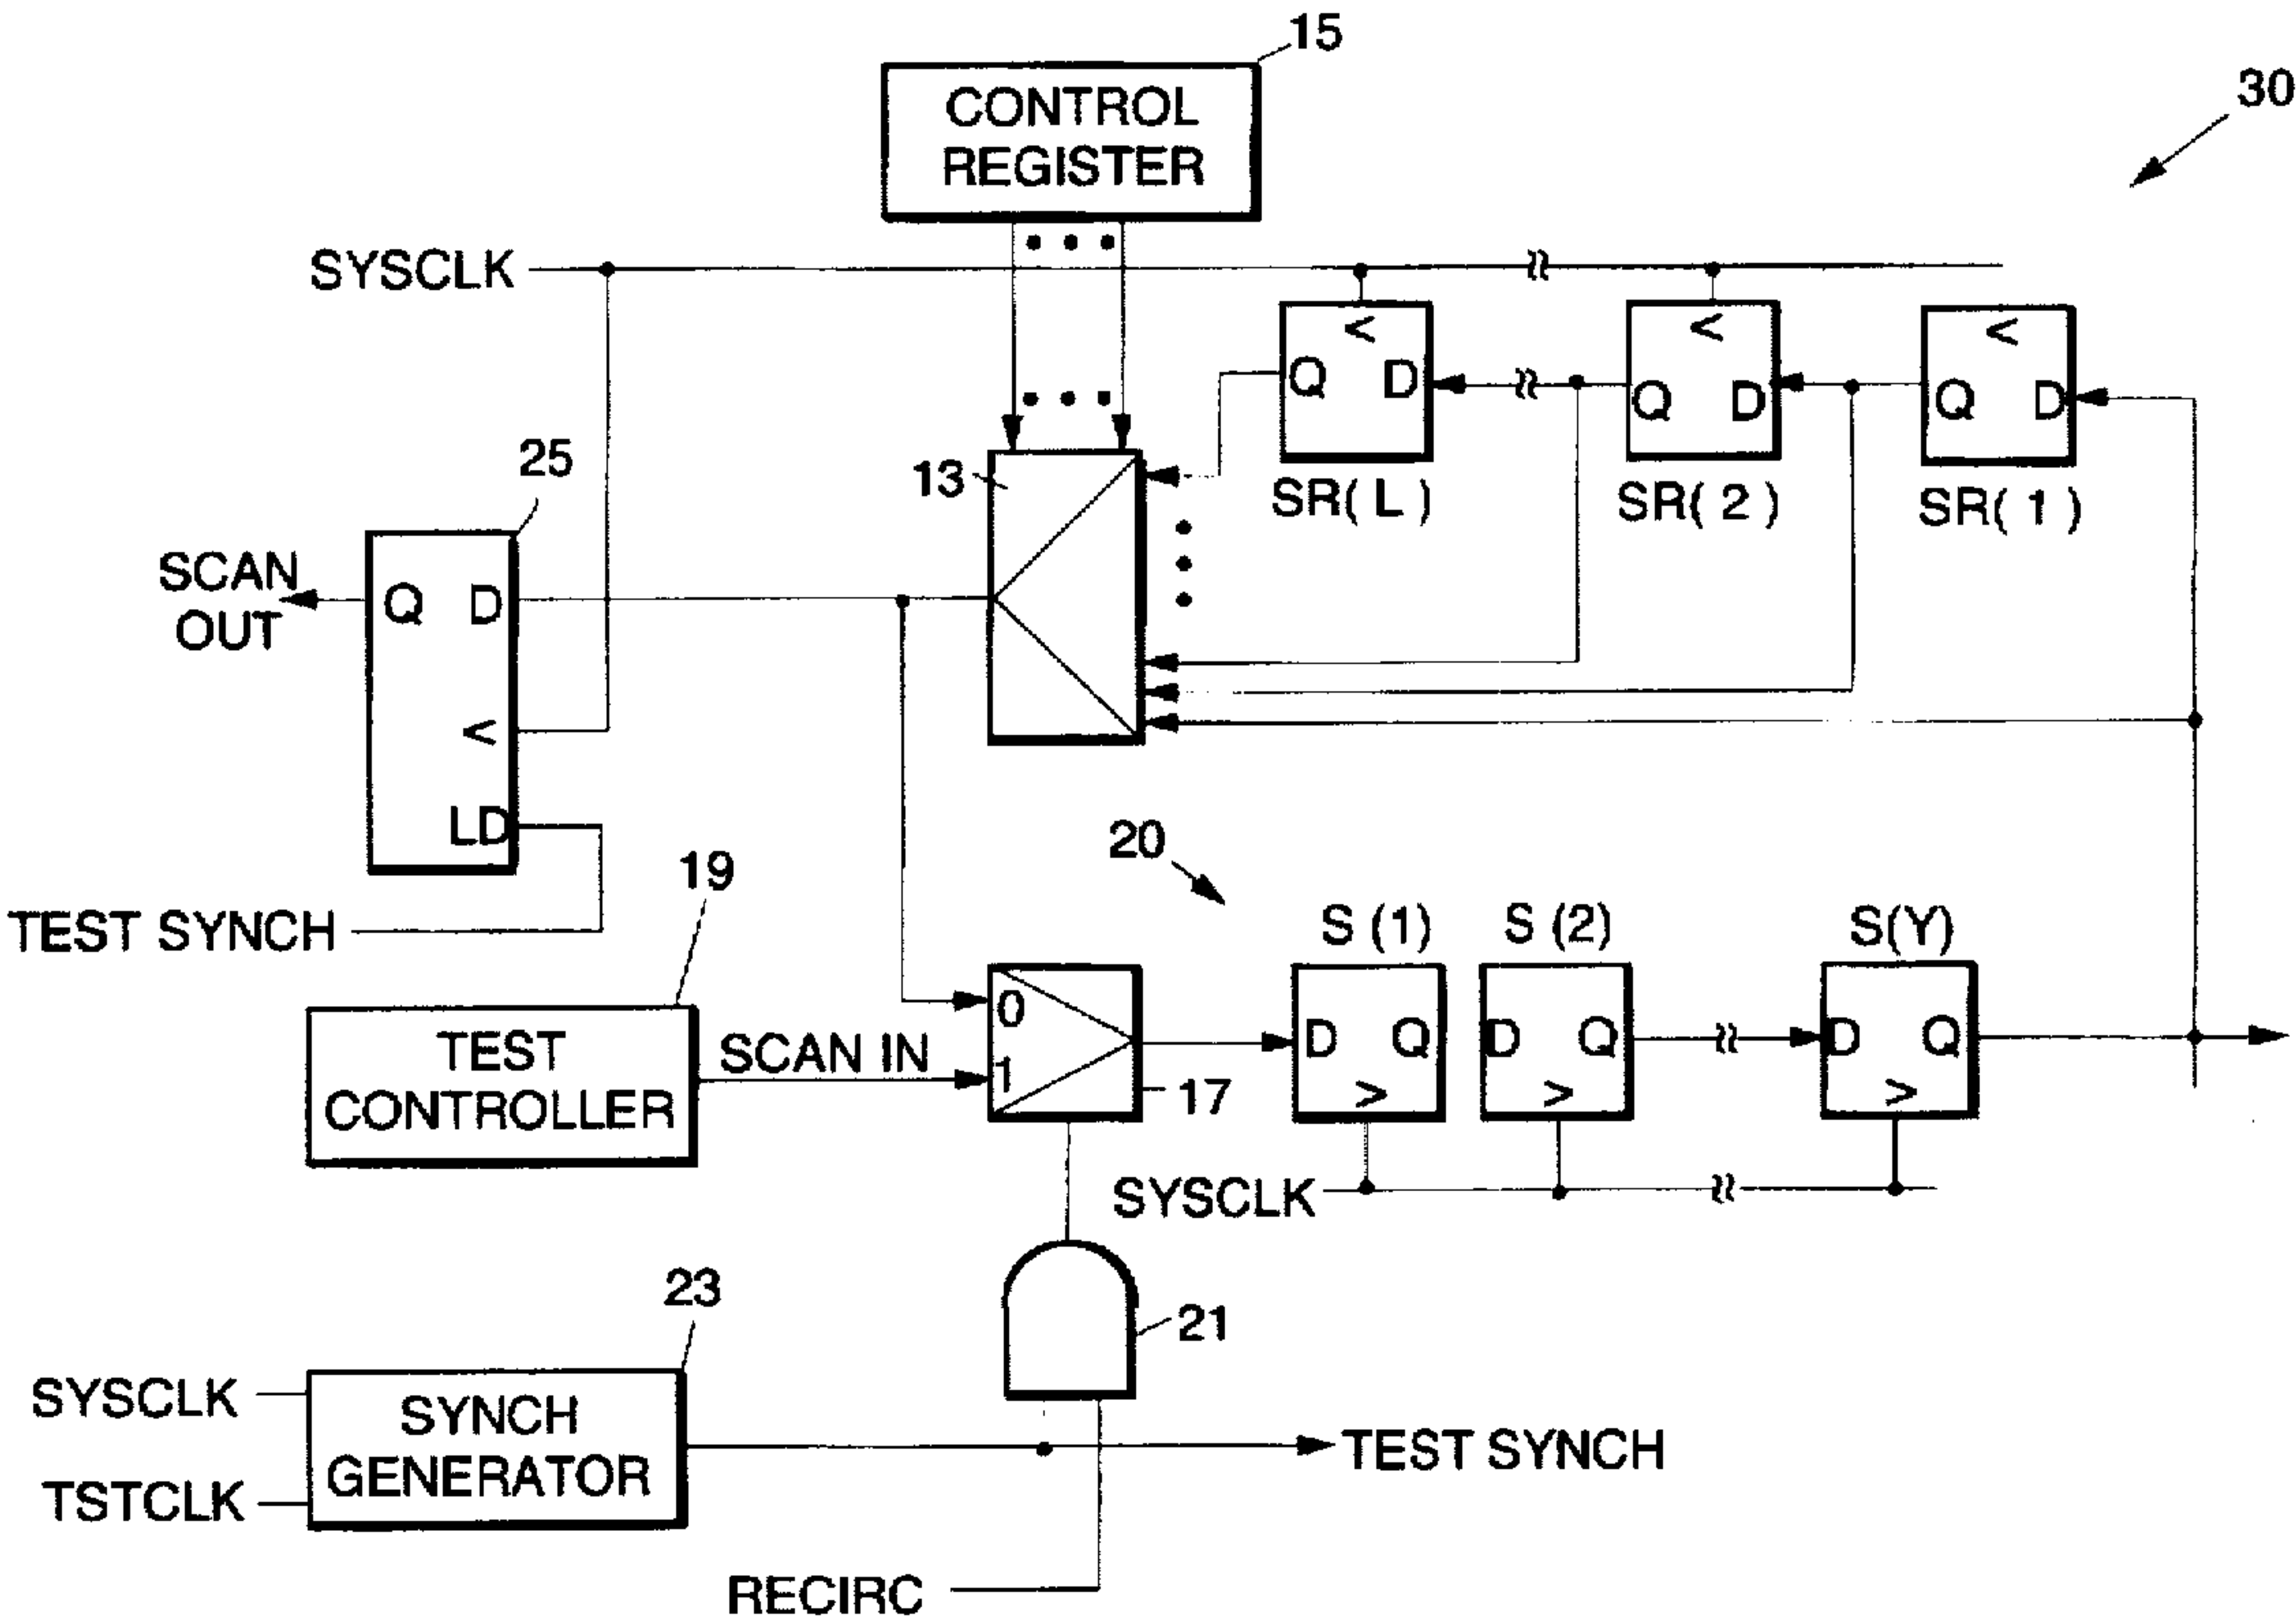 15
CONTROL
REGISTER
30
SYSCLK
<
Q D
SR( L )
<
Q D
SR( 2 )
<
Q D
SR( 1 )
13
25
SCAN
OUT
Q D
<
LD
TEST SYNCH
19
TEST
CONTROLLER
SCAN IN
0
1
17
20
S (1)
D Q
>
S (2)
D Q
>
S(Y)
D Q
>
SYSCLK
21
23
SYSCLK
TSTCLK
SYNCH
GENERATOR
TEST SYNCH
RECIRC